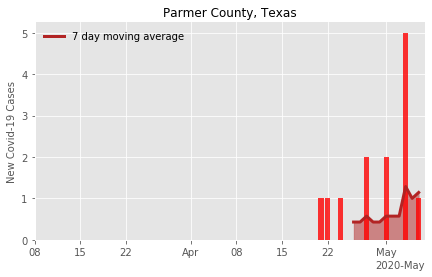 Parmer County, Texas
7 day moving average
New Covid-19 Cases
5
4
3
2
1
0
08 15 22 Apr 08 15 22 May
2020-May